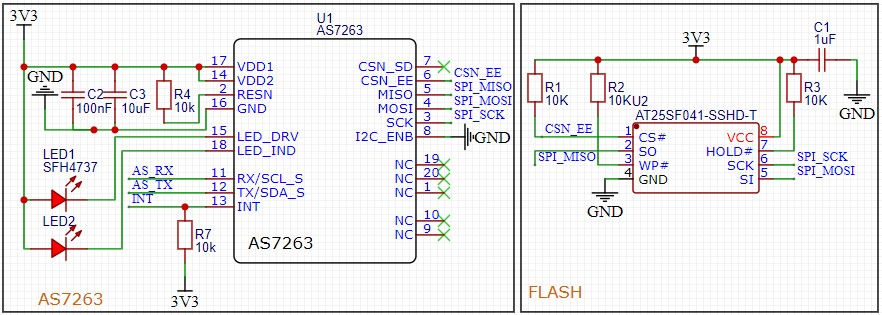 3V3
U1
AS7263
GND
C2
100nF
C3
10uF
R4
10k
17 VDD1
14 VDD2
2 RESN
16 GND
15 LED_DRV
18 LED_IND
11 RX/SCL_S
12 TX/SDA_S
13 INT
CSN_SD 7
CSN_EE 6 CSN_EE
MISO 5 SPI_MISO
MOSI 4 SPI_MOSI
SCK 3 SPI_SCK
I2C_ENB 8 GND
NC 19
NC 20
NC 1
NC 10
NC 9
LED1
SFH4737
LED2
AS_RX
AS_TX
INT
R7
10k
3V3
AS7263
AS7263
3V3
C1
1uF
GND
R1
10K
R2
10K
R3
10K
U2
AT25SF041-SSHD-T
CSN_EE 1 CS#
SPI_MISO 2 SO
3 WP#
4 GND
VCC 8
HOLD# 7
SCK 6 SPI_SCK
SI 5 SPI_MOSI
GND
FLASH